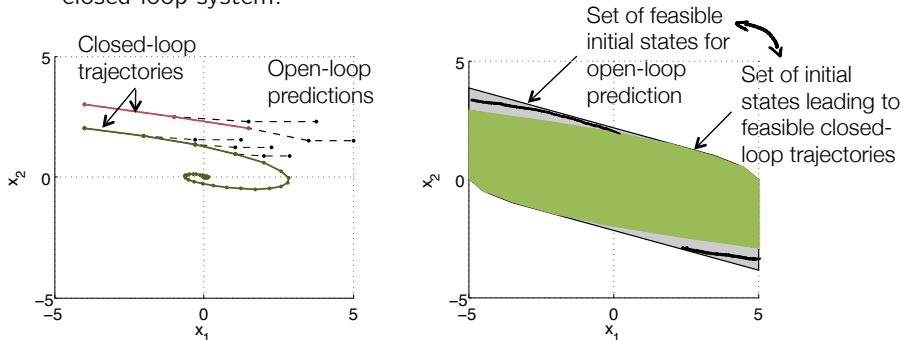 closed-loop system?
Closed-loop
trajectories
Open-loop
predictions
5
0
−5
−5
0
5
x1
x2
Set of feasible
initial states for
open-loop
prediction
Set of initial
states leading to
feasible closed-
loop trajectories
5
0
−5
−5
0
5
x1
x2